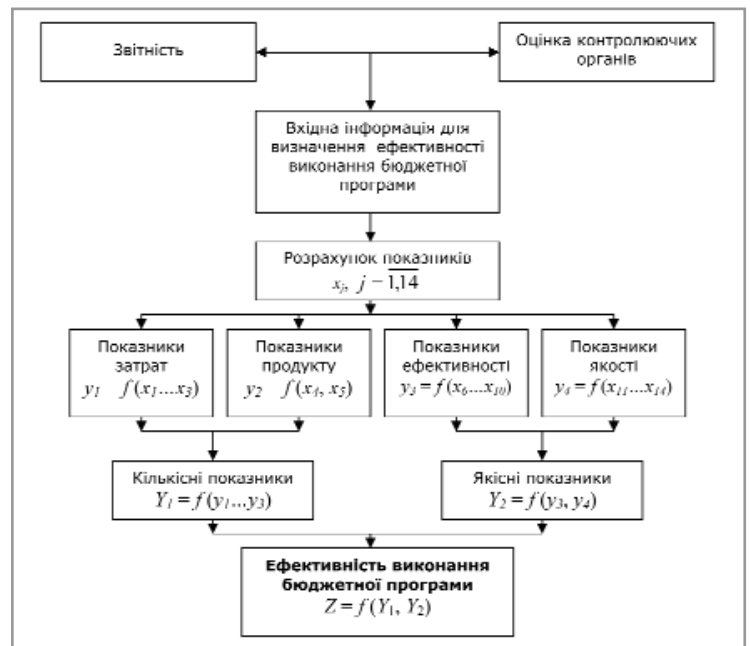 Звітність
Оцінка контролюючих
органів
Вхідна інформація для
визначення ефективності
виконання бюджетної
програми
Розрахунок показників
xⱼ, j – 1,14
Показники
затрат
y₁ f(x₁...x₃)
Показники
продукту
y₂ f(x₄, x₅)
Показники
ефективності
y₃ = f(x₆...x₁₀)
Показники
якості
y₄ = f(x₁₁...x₁₄)
Кількісні показники
Y₁ = f(y₁...y₃)
Якісні показники
Y₂ = f(y₃, y₄)
Ефективність виконання
бюджетної програми
Z = f(Y₁, Y₂)